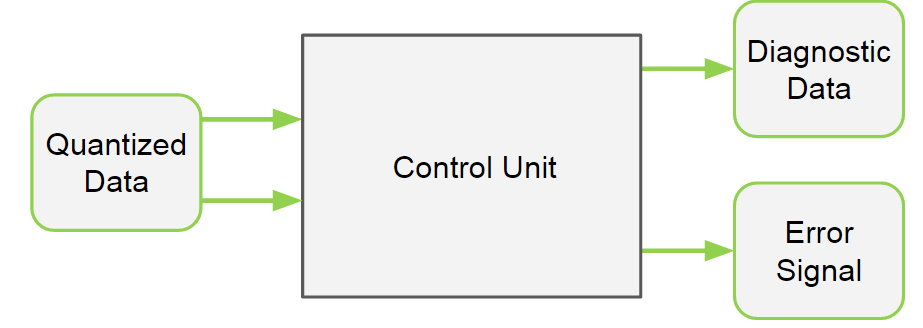 Quantized
Data
Control Unit
Diagnostic
Data
Error
Signal